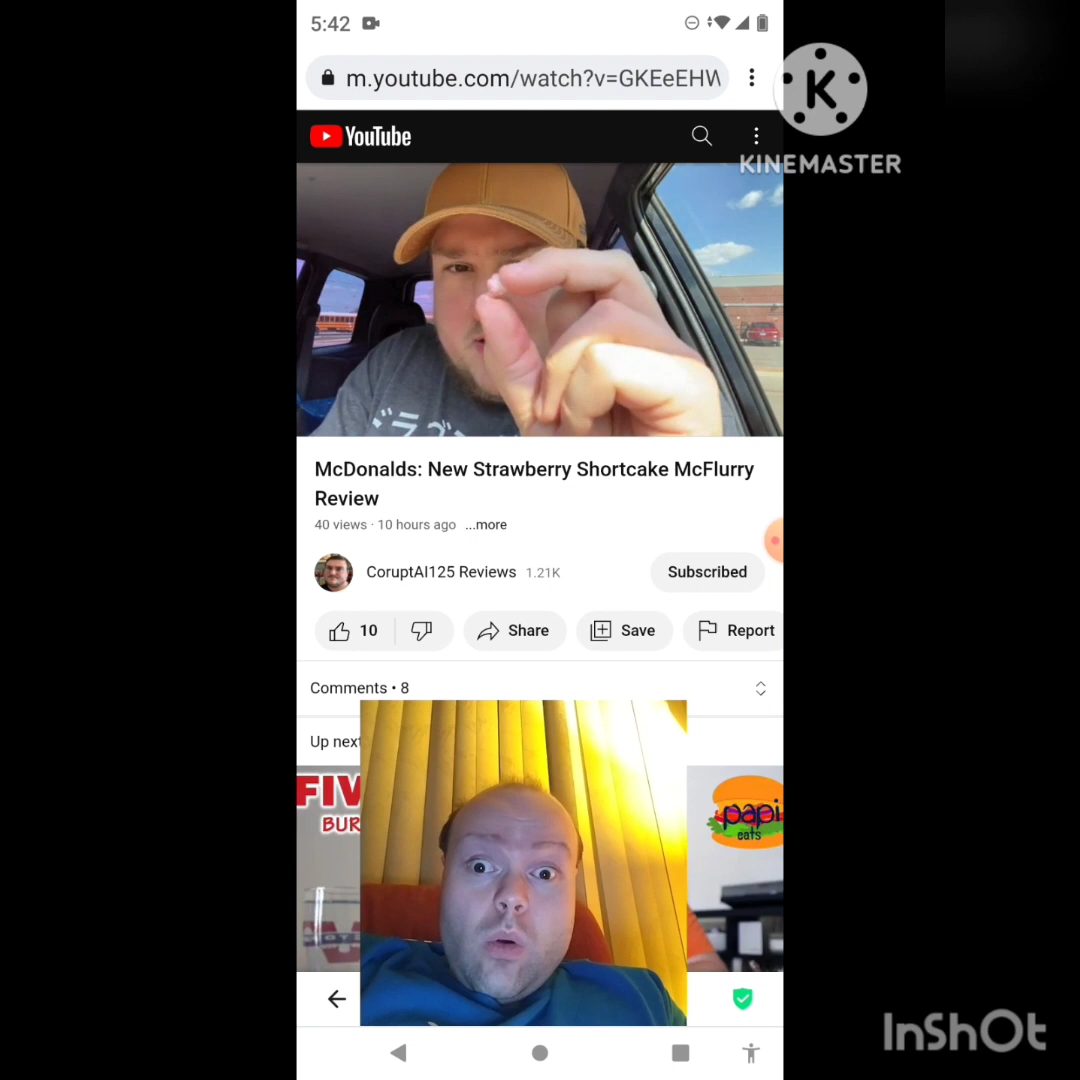 5:42
m.youtube.com/watch?v=GKEeEHW
YouTube
K
KINEMASTER
McDonalds: New Strawberry Shortcake McFlurry
Review
40 views · 10 hours ago ...more
CoruptAI125 Reviews 1.21K
Subscribed
10
Share
Save
Report
Comments • 8
Up next
FIV
BUR
papi
eats
InShOt